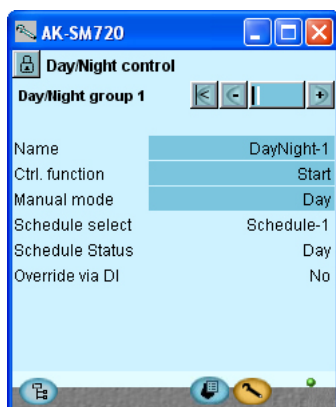 AK-SM720
Day/Night control
Day/Night group 1
Name DayNight-1
Ctrl. function Start
Manual mode Day
Schedule select Schedule-1
Schedule Status Day
Override via DI No